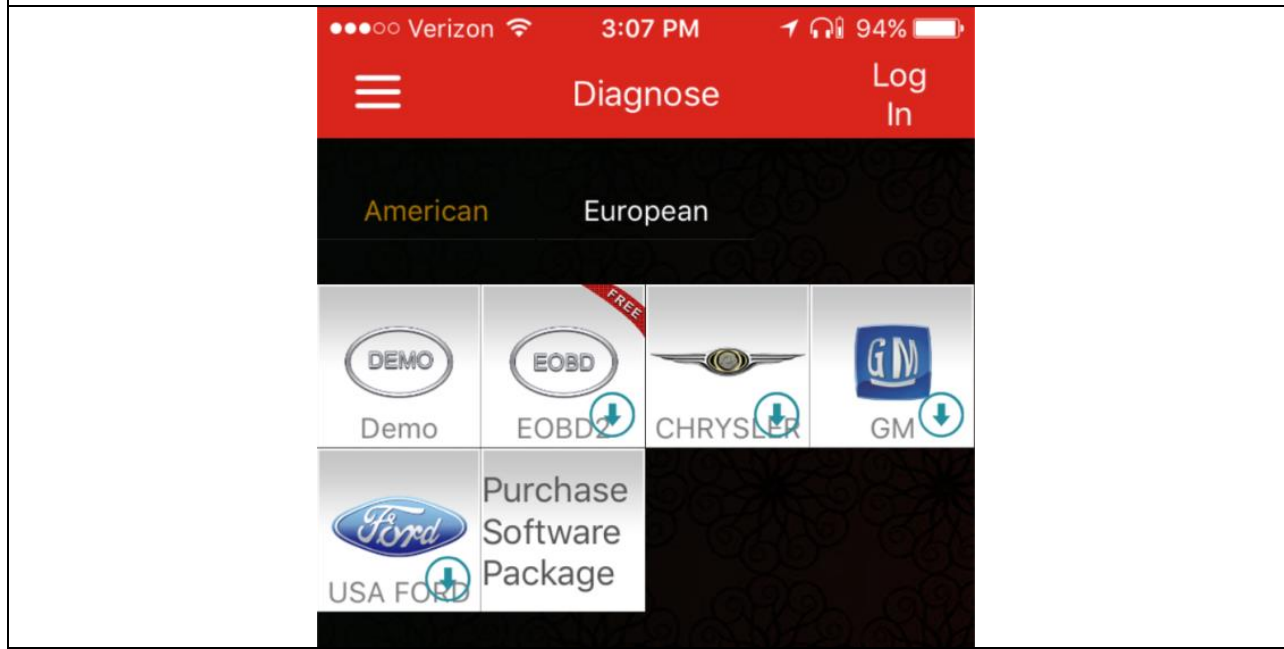 Verizon 3:07 PM 94%
Diagnose
Log
In
American European
FREE
DEMO EOBD GM
Demo EOBD2 CHRYSLER GM
Ford
Purchase
Software
Package
USA FORD